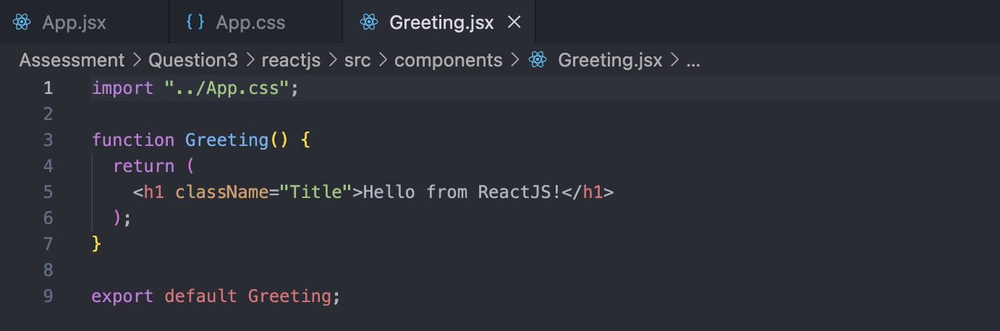 App.jsx { } App.css Greeting.jsx ×
Assessment > Question3 > reactjs > src > components > Greeting.jsx > ...
1 import "../App.css";
2
3 function Greeting() {
4   return (
5     <h1 className="Title">Hello from ReactJS!</h1>
6   );
7 }
8
9 export default Greeting;